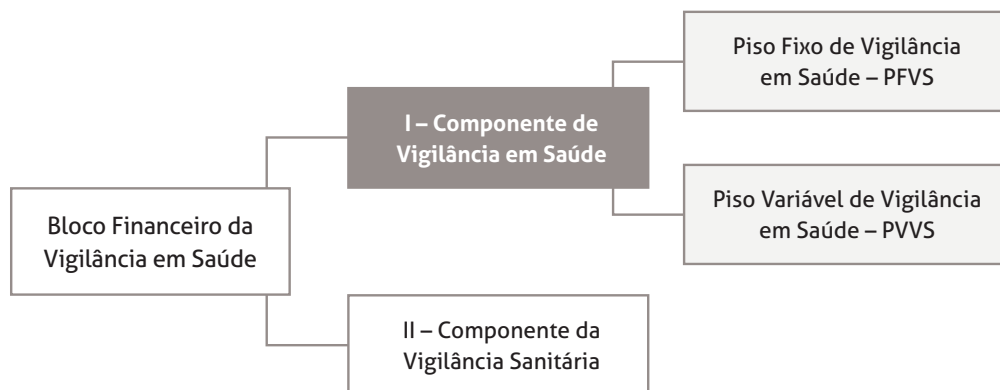 Piso Fixo de Vigilância
em Saúde – PFVS
I – Componente de
Vigilância em Saúde
Piso Variável de Vigilância
em Saúde – PVVS
Bloco Financeiro da
Vigilância em Saúde
II – Componente da
Vigilância Sanitária